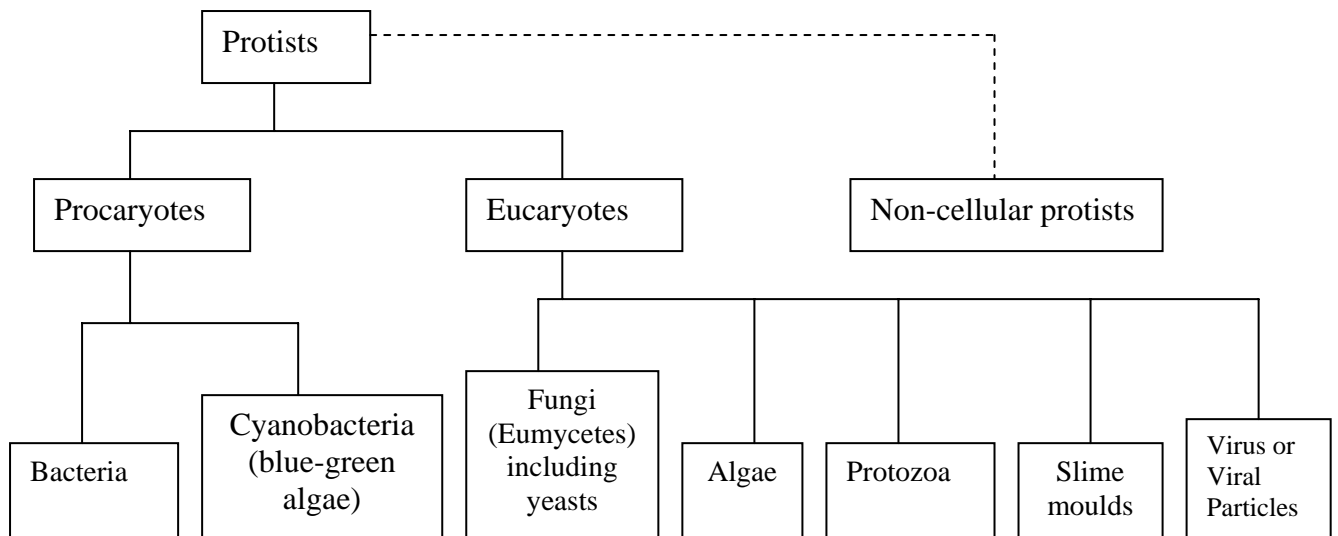 Protists
Procaryotes
Eucaryotes
Non-cellular protists
Bacteria
Cyanobacteria
(blue-green
algae)
Fungi
(Eumycetes)
including
yeasts
Algae
Protozoa
Slime
moulds
Virus or
Viral
Particles